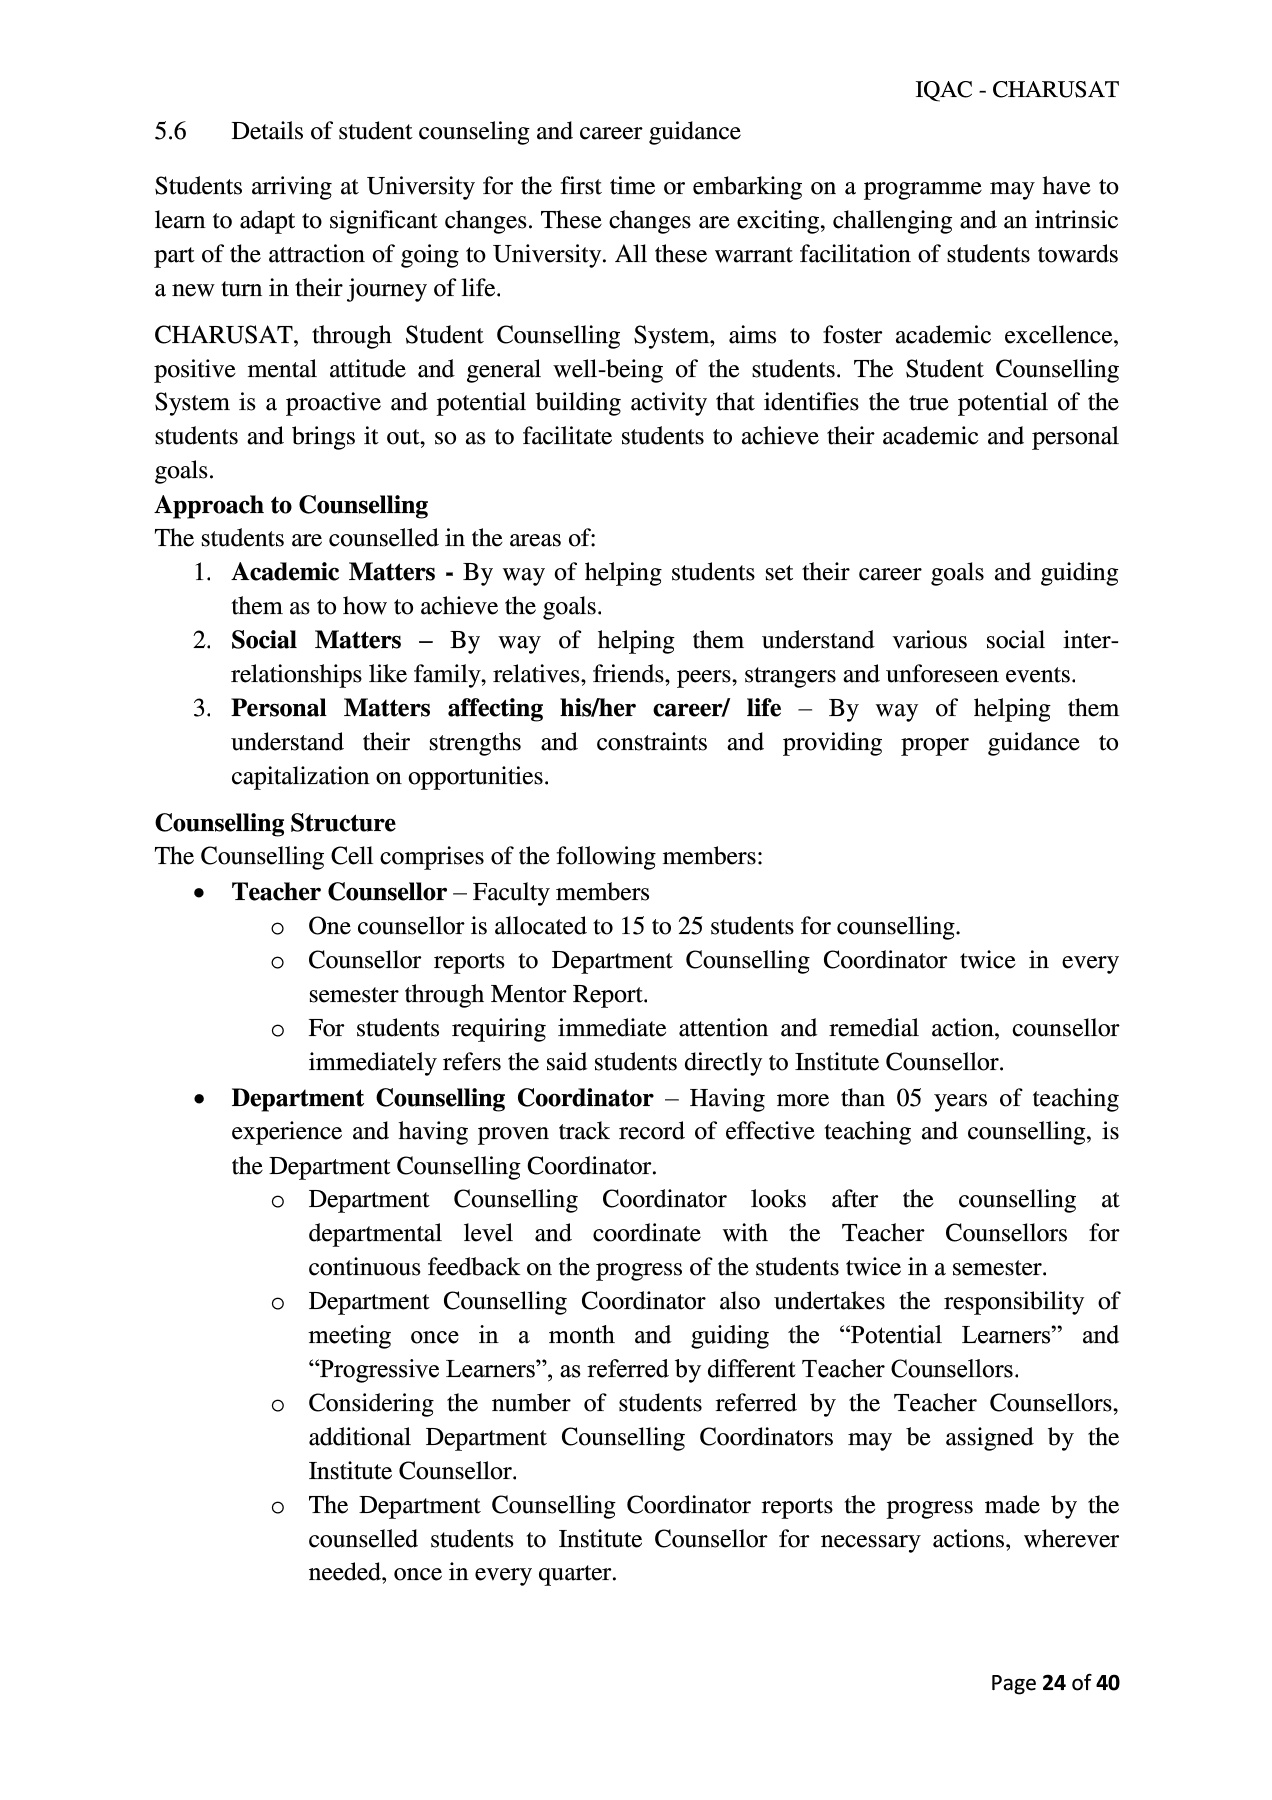 IQAC - CHARUSAT
5.6 Details of student counseling and career guidance
Students arriving at University for the first time or embarking on a programme may have to
learn to adapt to significant changes. These changes are exciting, challenging and an intrinsic
part of the attraction of going to University. All these warrant facilitation of students towards
a new turn in their journey of life.
CHARUSAT, through Student Counselling System, aims to foster academic excellence,
positive mental attitude and general well-being of the students. The Student Counselling
System is a proactive and potential building activity that identifies the true potential of the
students and brings it out, so as to facilitate students to achieve their academic and personal
goals.
Approach to Counselling
The students are counselled in the areas of:
1. Academic Matters - By way of helping students set their career goals and guiding
them as to how to achieve the goals.
2. Social Matters – By way of helping them understand various social inter-
relationships like family, relatives, friends, peers, strangers and unforeseen events.
3. Personal Matters affecting his/her career/ life – By way of helping them
understand their strengths and constraints and providing proper guidance to
capitalization on opportunities.
Counselling Structure
The Counselling Cell comprises of the following members:
• Teacher Counsellor – Faculty members
o One counsellor is allocated to 15 to 25 students for counselling.
o Counsellor reports to Department Counselling Coordinator twice in every
semester through Mentor Report.
o For students requiring immediate attention and remedial action, counsellor
immediately refers the said students directly to Institute Counsellor.
• Department Counselling Coordinator – Having more than 05 years of teaching
experience and having proven track record of effective teaching and counselling, is
the Department Counselling Coordinator.
o Department Counselling Coordinator looks after the counselling at
departmental level and coordinate with the Teacher Counsellors for
continuous feedback on the progress of the students twice in a semester.
o Department Counselling Coordinator also undertakes the responsibility of
meeting once in a month and guiding the “Potential Learners” and
“Progressive Learners”, as referred by different Teacher Counsellors.
o Considering the number of students referred by the Teacher Counsellors,
additional Department Counselling Coordinators may be assigned by the
Institute Counsellor.
o The Department Counselling Coordinator reports the progress made by the
counselled students to Institute Counsellor for necessary actions, wherever
needed, once in every quarter.
Page 24 of 40